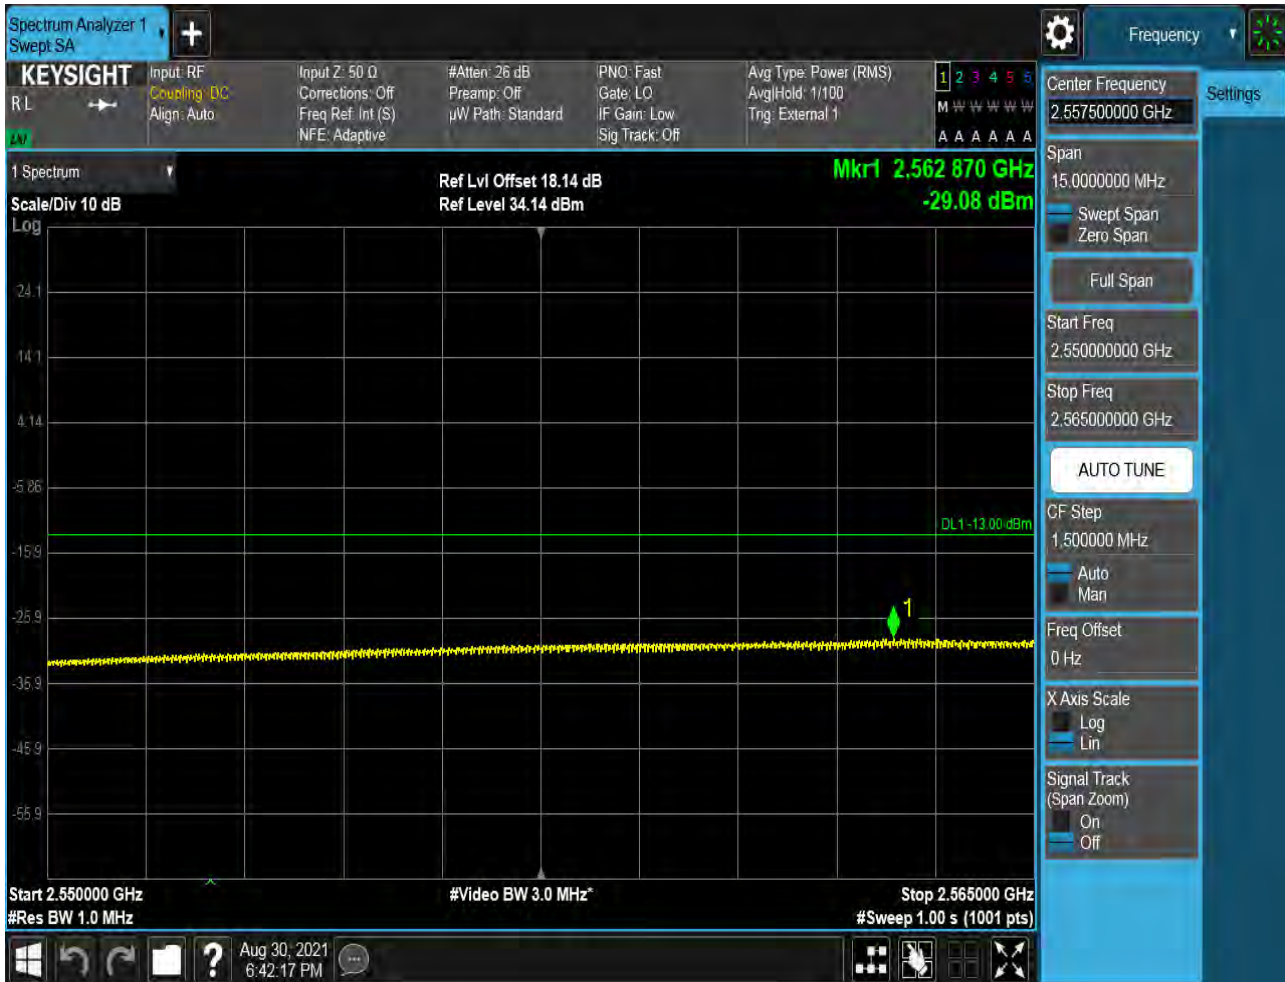 Spectrum Analyzer 1
Swept SA
Frequency
KEYSIGHT
RL
Input: RF
Coupling: DC
Align: Auto
Input Z: 50 Ω
Corrections: Off
Freq Ref: Int (S)
NFE: Adaptive
#Atten: 26 dB
Preamp: Off
µW Path: Standard
PNO: Fast
Gate: LO
IF Gain: Low
Sig Track: Off
Avg Type: Power (RMS)
Avg|Hold: 1/100
Trig: External 1
1 2 3 4 5 6
M W W W W W
A A A A A A
1 Spectrum
Scale/Div 10 dB
Log
Ref Lvl Offset 18.14 dB
Ref Level 34.14 dBm
Mkr1 2.562 870 GHz
-29.08 dBm
24.1
14.1
4.14
-5.86
DL1 -13.00 dBm
-15.9
1
-25.9
-35.9
-45.9
-55.9
Start 2.550000 GHz
#Res BW 1.0 MHz
#Video BW 3.0 MHz*
Stop 2.565000 GHz
#Sweep 1.00 s (1001 pts)
Center Frequency
2.557500000 GHz
Settings
Span
15.0000000 MHz
Swept Span
Zero Span
Full Span
Start Freq
2.550000000 GHz
Stop Freq
2.565000000 GHz
AUTO TUNE
CF Step
1.500000 MHz
Auto
Man
Freq Offset
0 Hz
X Axis Scale
Log
Lin
Signal Track
(Span Zoom)
On
Off
?
Aug 30, 2021
6:42:17 PM